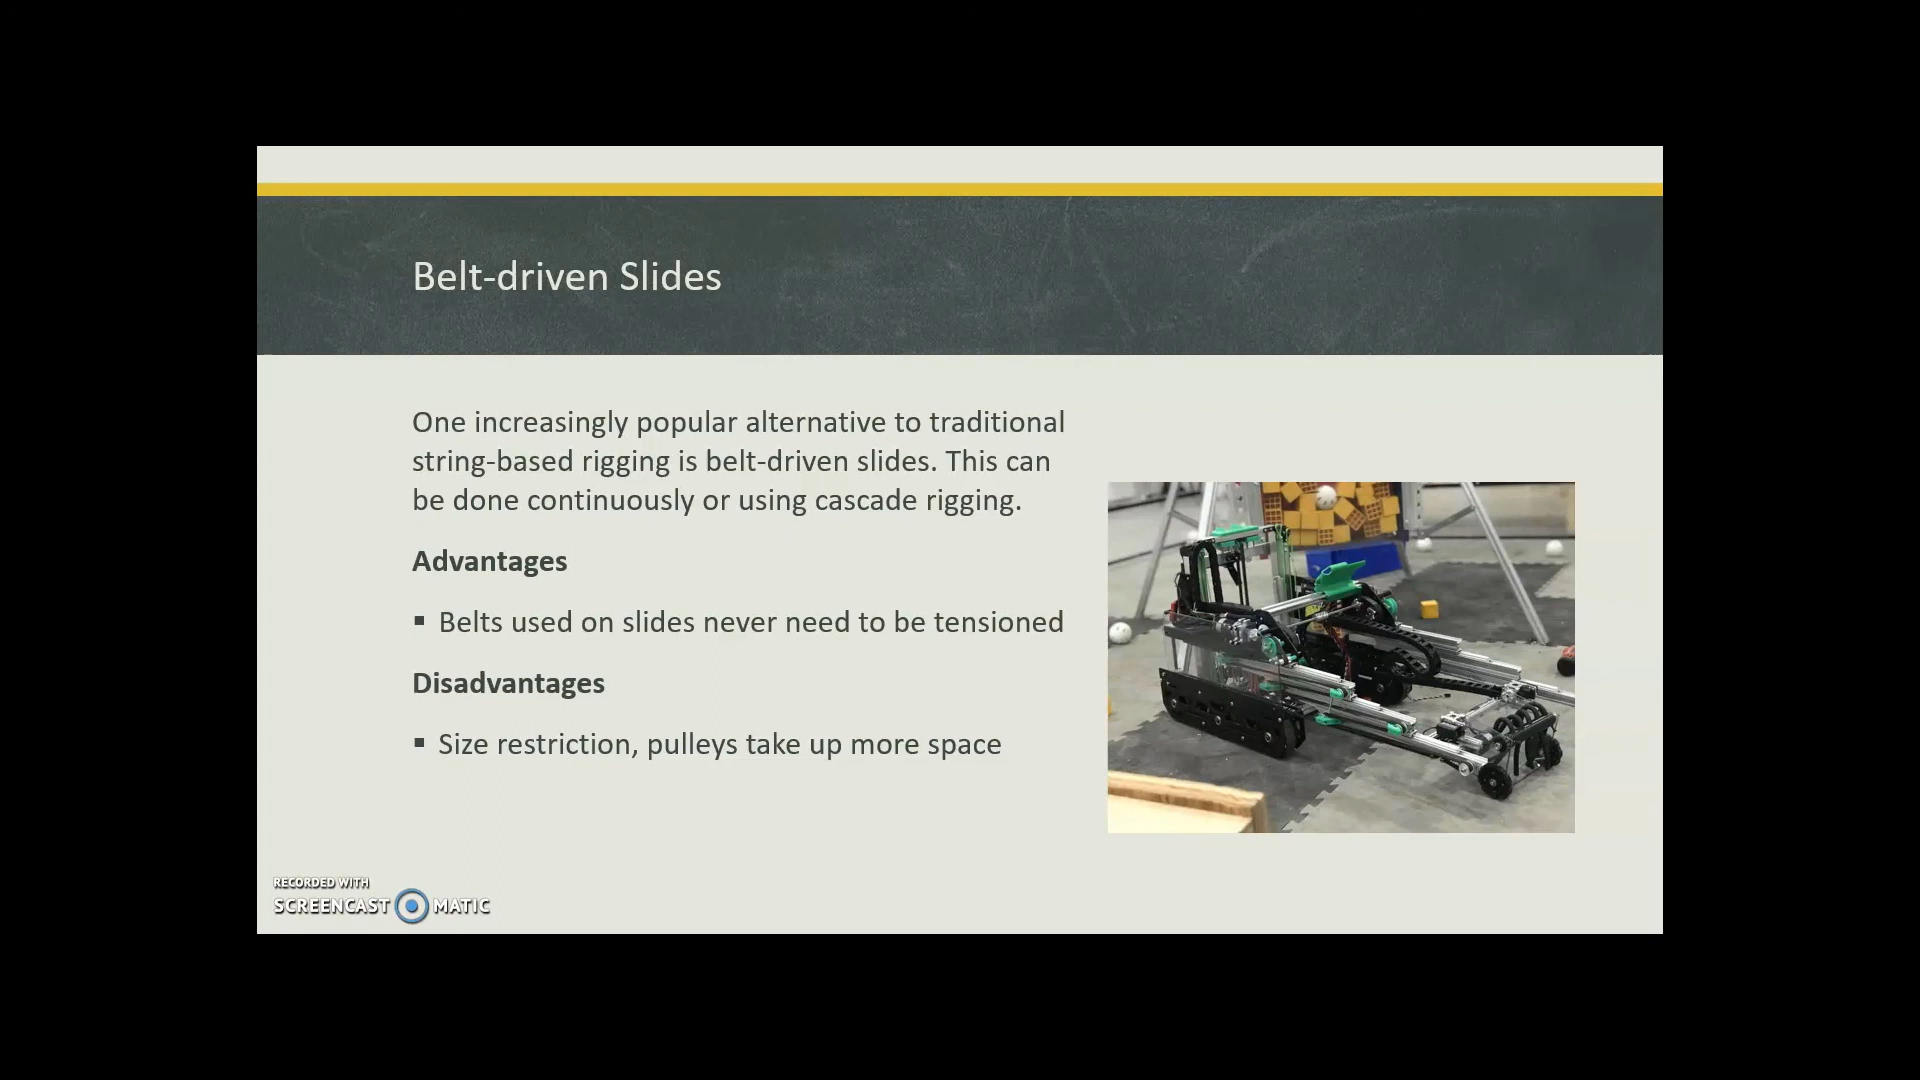 Belt-driven Slides
One increasingly popular alternative to traditional
string-based rigging is belt-driven slides. This can
be done continuously or using cascade rigging.
Advantages
▪ Belts used on slides never need to be tensioned
Disadvantages
▪ Size restriction, pulleys take up more space
RECORDED WITH
SCREENCAST MATIC